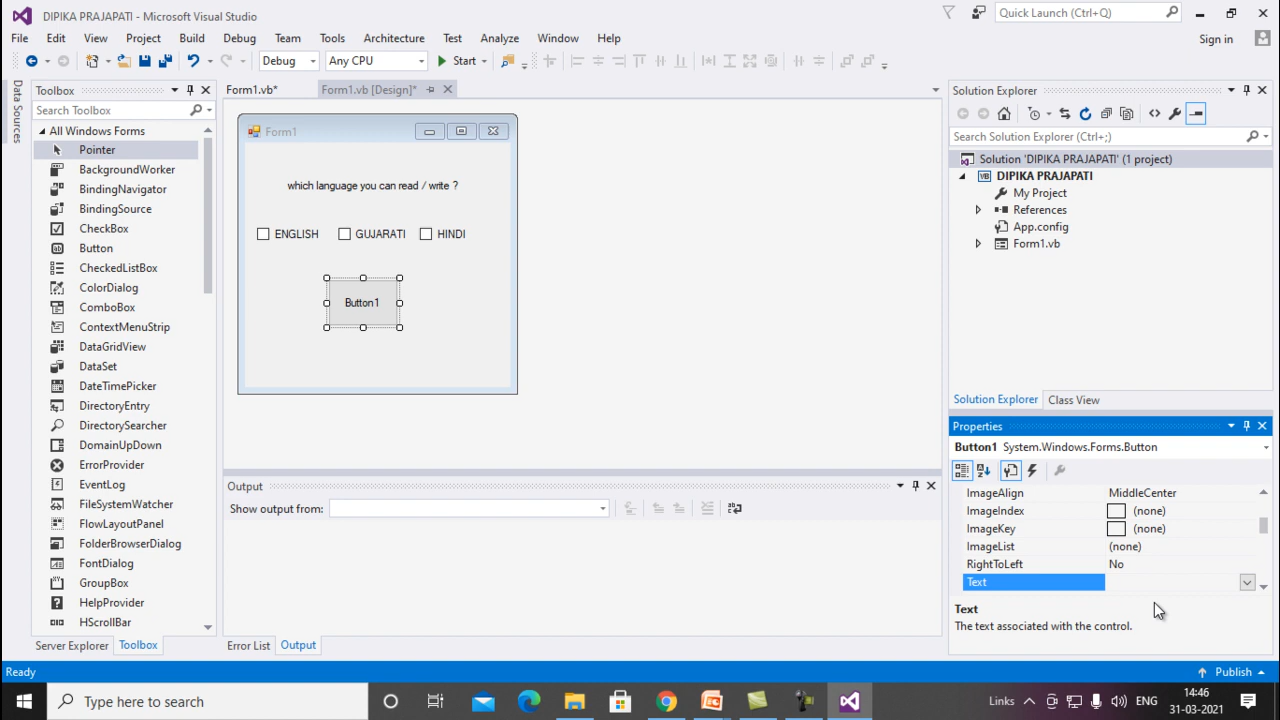 DIPIKA PRAJAPATI - Microsoft Visual Studio
Quick Launch (Ctrl+Q)
File Edit View Project Build Debug Team Tools Architecture Test Analyze Window Help
Sign in
Debug Any CPU Start
Data Sources
Toolbox
Search Toolbox
All Windows Forms
Pointer
BackgroundWorker
BindingNavigator
BindingSource
CheckBox
Button
CheckedListBox
ColorDialog
ComboBox
ContextMenuStrip
DataGridView
DataSet
DateTimePicker
DirectoryEntry
DirectorySearcher
DomainUpDown
ErrorProvider
EventLog
FileSystemWatcher
FlowLayoutPanel
FolderBrowserDialog
FontDialog
GroupBox
HelpProvider
HScrollBar
Server Explorer Toolbox
Form1.vb* Form1.vb [Design]*
Form1
which language you can read / write ?
ENGLISH GUJARATI HINDI
Button1
Output
Show output from:
Error List Output
Solution Explorer
Search Solution Explorer (Ctrl+;)
Solution 'DIPIKA PRAJAPATI' (1 project)
VB DIPIKA PRAJAPATI
My Project
References
App.config
Form1.vb
Solution Explorer Class View
Properties
Button1 System.Windows.Forms.Button
ImageAlign MiddleCenter
ImageIndex (none)
ImageKey (none)
ImageList (none)
RightToLeft No
Text
Text
The text associated with the control.
Ready
Publish
Type here to search
Links ENG
14:46
31-03-2021